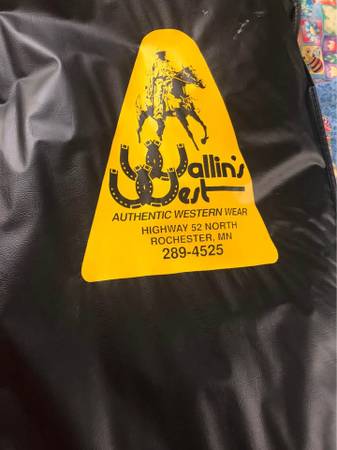 Wallin's
West
AUTHENTIC WESTERN WEAR
HIGHWAY 52 NORTH
ROCHESTER, MN
289-4525